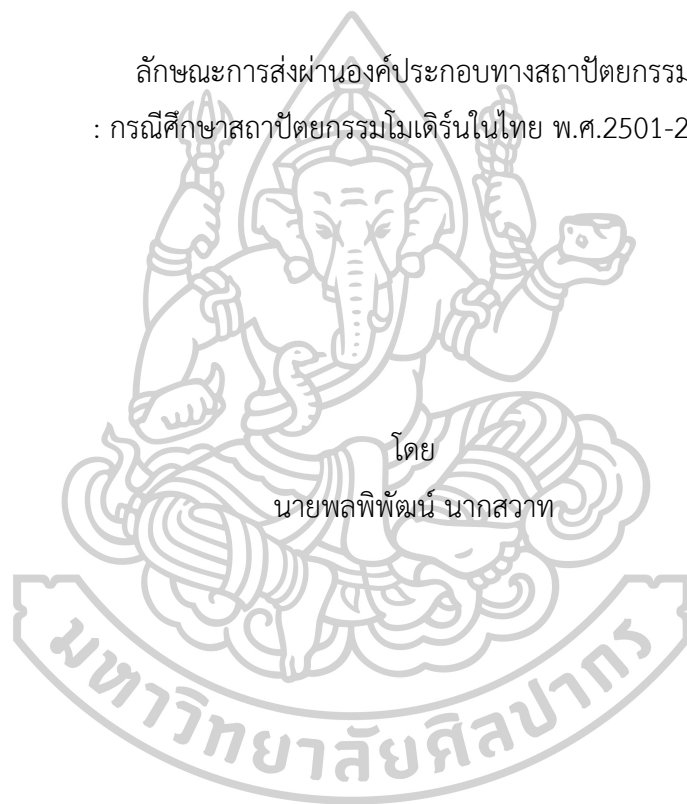 ลักษณะการส่งผ่านองค์ประกอบทางสถาปัตยกรรม
: กรณีศึกษาสถาปัตยกรรมโมเดิร์นในไทย พ.ศ.2501-2
โดย
นายพลพิพัฒน์ นากสวาท
มหาวิทยาลัยศิลปากร